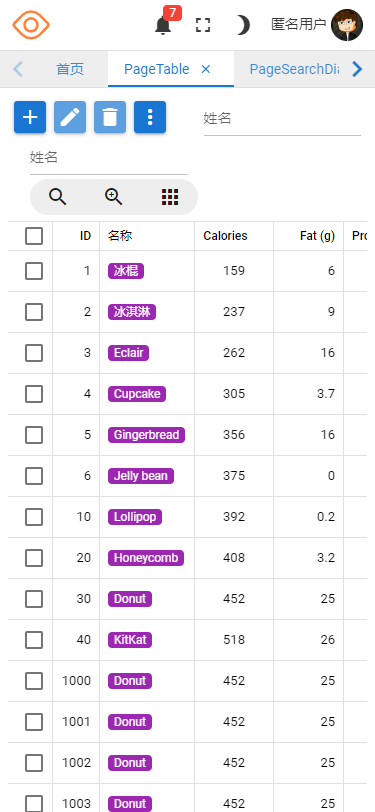 7
匿名用户
首页 PageTable PageSearchDia
姓名
姓名
ID 名称 Calories Fat (g) Pro
1 冰棍 159 6
2 冰淇淋 237 9
3 Eclair 262 16
4 Cupcake 305 3.7
5 Gingerbread 356 16
6 Jelly bean 375 0
10 Lollipop 392 0.2
20 Honeycomb 408 3.2
30 Donut 452 25
40 KitKat 518 26
1000 Donut 452 25
1001 Donut 452 25
1002 Donut 452 25
1003 Donut 452 25